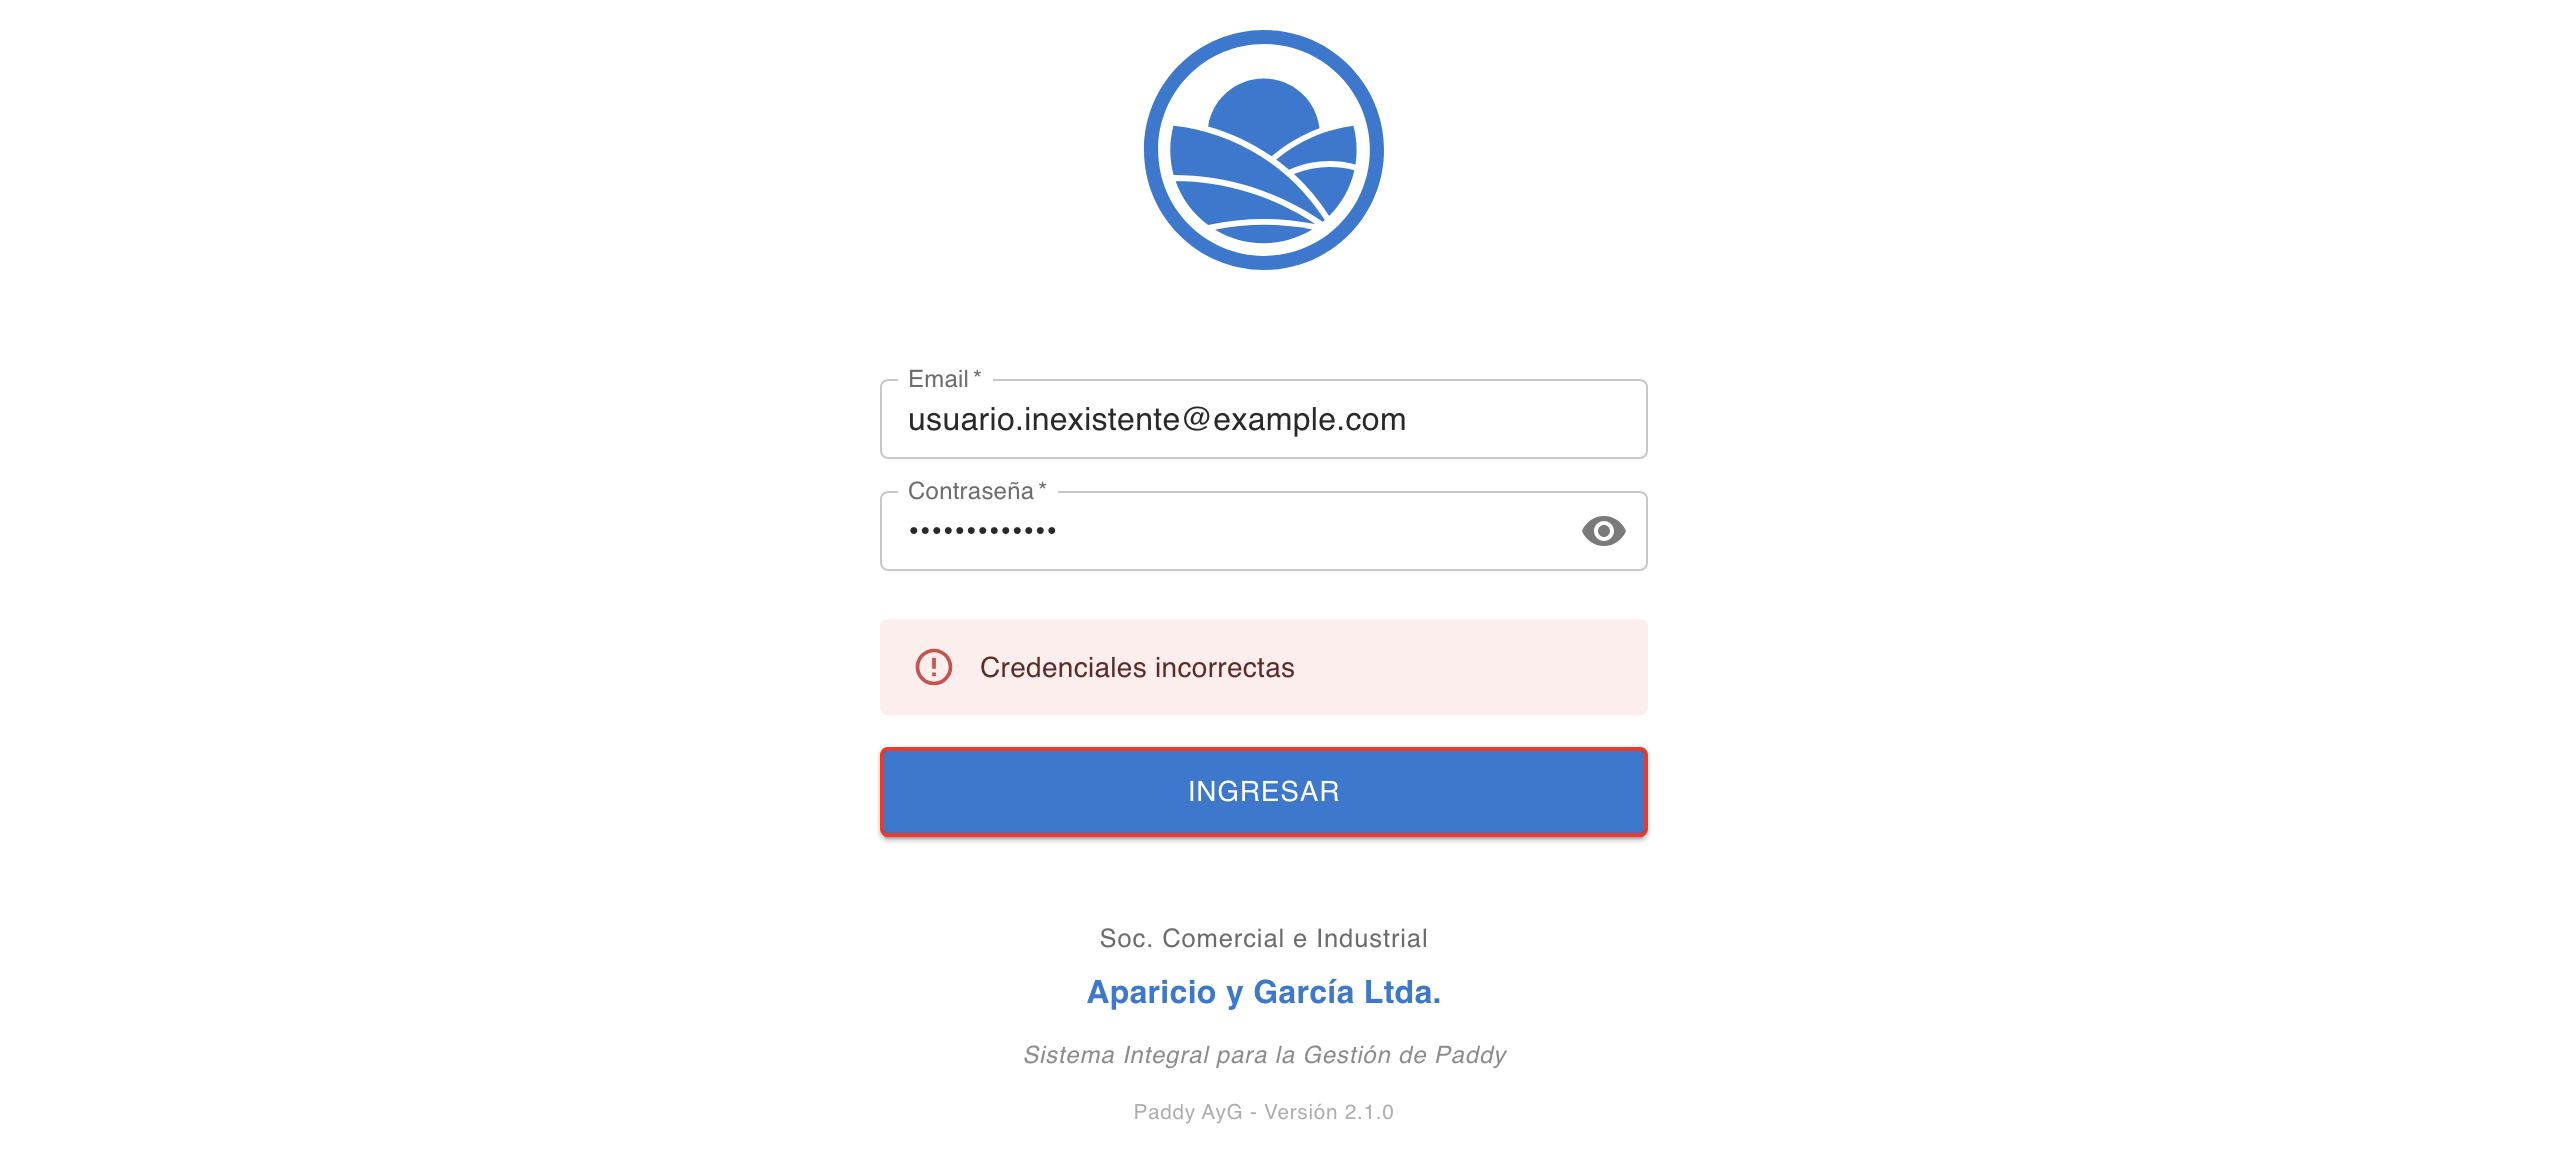 Email *
usuario.inexistente@example.com
Contraseña *
•••••••••••••
Credenciales incorrectas
INGRESAR
Soc. Comercial e Industrial
Aparicio y García Ltda.
Sistema Integral para la Gestión de Paddy
Paddy AyG - Versión 2.1.0